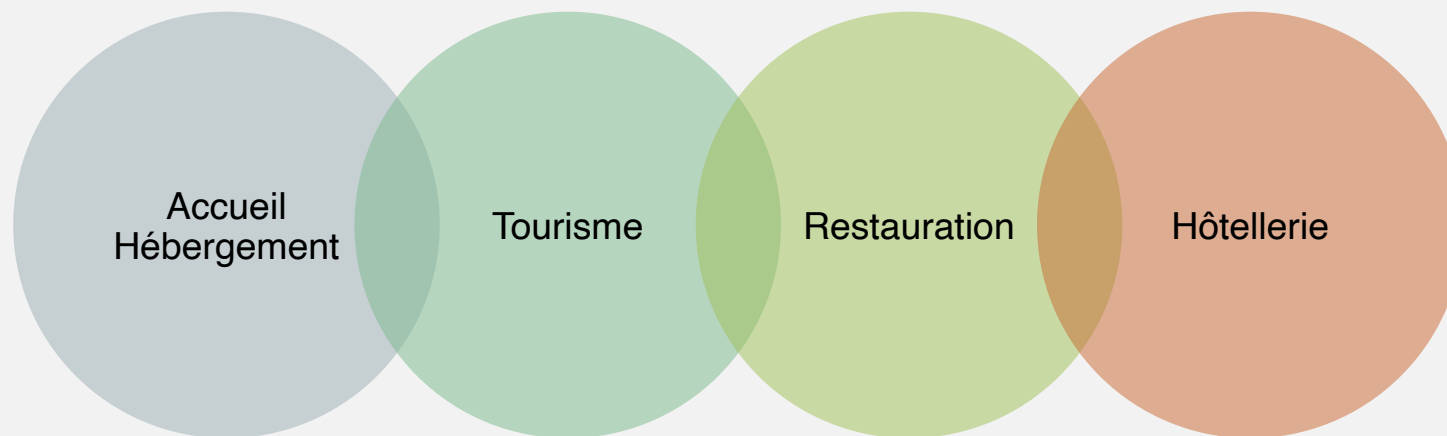 Accueil
Hébergement
Tourisme
Restauration
Hôtellerie